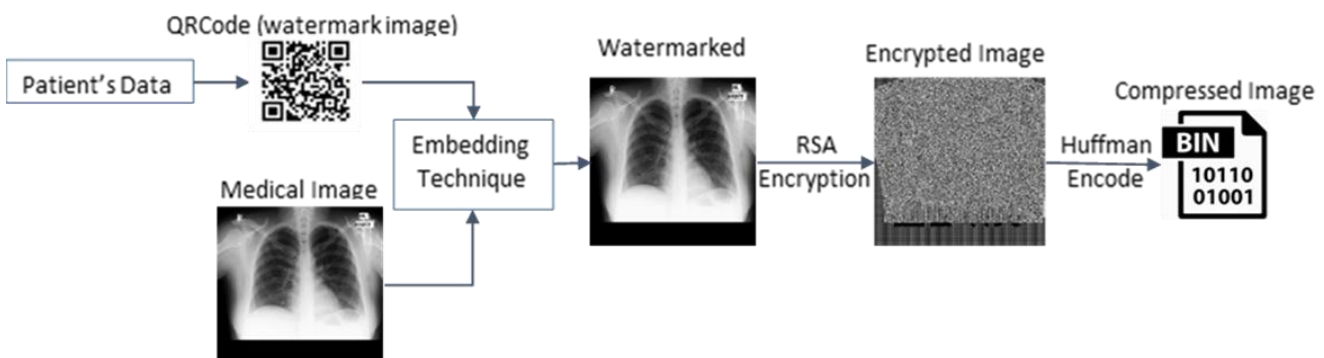 QRCode (watermark image)
Patient's Data
Medical Image
Embedding
Technique
Watermarked
RSA
Encryption
Encrypted Image
Huffman
Encode
Compressed Image
BIN
10110
01001